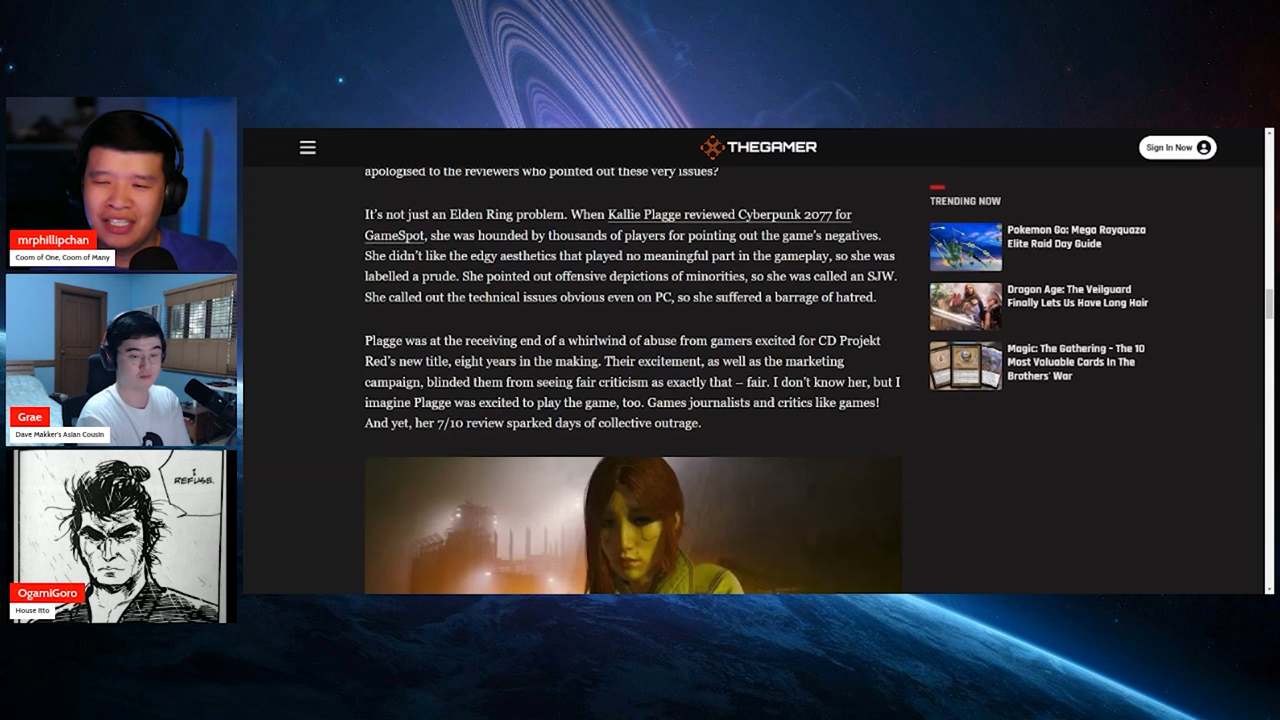 mrphillipchan
Coom of One, Coom of Many
Grae
Dave Makker's Asian Cousin
I
REFUSE.
OgamiGoro
House Itto
THEGAMER
Sign In Now
apologised to the reviewers who pointed out these very issues?
It's not just an Elden Ring problem. When Kallie Plagge reviewed Cyberpunk 2077 for
GameSpot, she was hounded by thousands of players for pointing out the game's negatives.
She didn't like the edgy aesthetics that played no meaningful part in the gameplay, so she was
labelled a prude. She pointed out offensive depictions of minorities, so she was called an SJW.
She called out the technical issues obvious even on PC, so she suffered a barrage of hatred.
Plagge was at the receiving end of a whirlwind of abuse from gamers excited for CD Projekt
Red's new title, eight years in the making. Their excitement, as well as the marketing
campaign, blinded them from seeing fair criticism as exactly that – fair. I don't know her, but I
imagine Plagge was excited to play the game, too. Games journalists and critics like games!
And yet, her 7/10 review sparked days of collective outrage.
TRENDING NOW
Pokemon Go: Mega Rayquaza
Elite Raid Day Guide
Dragon Age: The Veilguard
Finally Lets Us Have Long Hair
Magic: The Gathering - The 10
Most Valuable Cards In The
Brothers' War